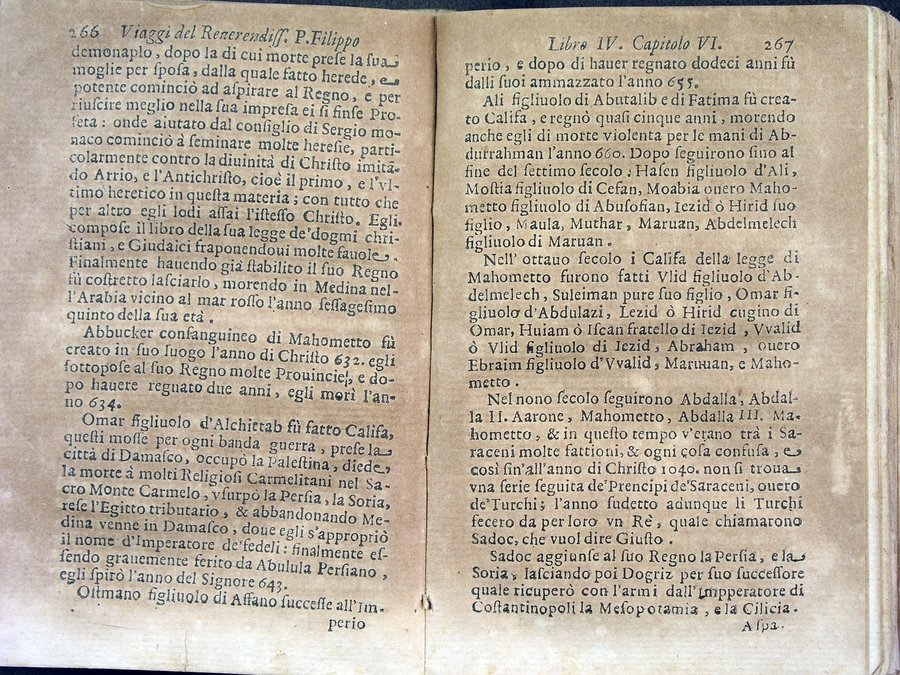 266 Viaggi del Reuerendiss. P. Filippo
demonaplo, dopo la di cui morte prese la sua
moglie per sposa, dalla quale fatto herede, e
potente cominciò ad aspirare al Regno, e per
riuscire meglio nella sua impresa ei si finse Pro-
feta: onde aiutato dal consiglio di Sergio mo-
naco cominciò a seminare molte heresie, parti-
colarmente contro la diuinità di Christo imitā-
do Arrio, e l'Antichristo, cioè il primo, e l'vl-
timo heretico in questa materia; con tutto che
per altro egli lodi assai l'istesso Christo. Egli
compose il libro della sua legge de'dogmi chri-
stiani, e Giudaici fraponendoui molte fauole.
Finalmente hauendo già stabilito il suo Regno
fù costretto lasciarlo, morendo in Medina nel-
l'Arabia vicino al mar rosso l'anno sessagesimo
quinto della sua età.
Abbucker consanguineo di Mahometto fù
creato in suo luogo l'anno di Christo 632. egli
sottopose al suo Regno molte Prouincie, e do-
po hauere regnato due anni, egli morì l'an-
no 634.
Omar figliuolo d'Alchittab fù fatto Califa,
questi mosse per ogni banda guerra, prese la
città di Damasco, occupò la Palestina, diede
la morte à molti Religiosi Carmelitani nel Sa-
cro Monte Carmelo, vsurpò la Persia, la Soria,
rese l'Egitto tributario, & abbandonando Me-
dina venne in Damasco, doue egli s'appropriò
il nome d'Imperatore de'fedeli: finalmente es-
sendo grauemente ferito da Abulula Persiano,
egli spirò l'anno del Signore 643.
Osimano figliuolo di Affano successe all'Im-
perio
Libro IV. Capitolo VI. 267
perio, e dopo di hauer regnato dodeci anni fù
dalli suoi ammazzato l'anno 655.
Ali figliuolo di Abutalib e di Fatima fù crea-
to Califa, e regnò quasi cinque anni, morendo
anche egli di morte violenta per le mani di Ab-
durrahman l'anno 660. Dopo seguirono sino al
fine del settimo secolo: Hasen figliuolo d'Ali,
Mostia figliuolo di Cesan, Moabia ouero Maho-
metto figliuolo di Abusofian, Iezid ò Hirid suo
figlio, Maula, Muthar, Maruan, Abdelmelech
figliuolo di Maruan.
Nell' ottauo secolo i Califa della legge di
Mahometto furono fatti Vlid figliuolo d'Ab-
delmelech, Suleiman pure suo figlio, Omar fi-
gliuolo d'Abdulazi, Iezid ò Hirid cugino di
Omar, Huiam ò Iscan fratello di Iezid, Vvalid
ò Vlid figliuolo di Iezid, Abraham, ouero
Ebraim figliuolo d'Vvalid, Maruuan, e Maho-
metto.
Nel nono secolo seguirono Abdalla, Abdal-
la II. Aarone, Mahometto, Abdalla III. Ma-
hometto, & in questo tempo v'erano trà i Sa-
raceni molte fattioni, & ogni cosa confusa, e
così sin'all'anno di Christo 1040. non si troua
vna serie seguita de'Prencipi de'Saraceni, ouero
de'Turchi; l'anno sudetto adunque li Turchi
fecero da per loro vn Rè, quale chiamarono
Sadoc, che vuol dire Giusto.
Sadoc aggiunse al suo Regno la Persia, e la
Soria, lasciando poi Dogriz per suo successore
quale ricuperò con l'armi dall'Impperatore di
Costantinopoli la Mesopotamia, e la Cilicia.
Aspa-